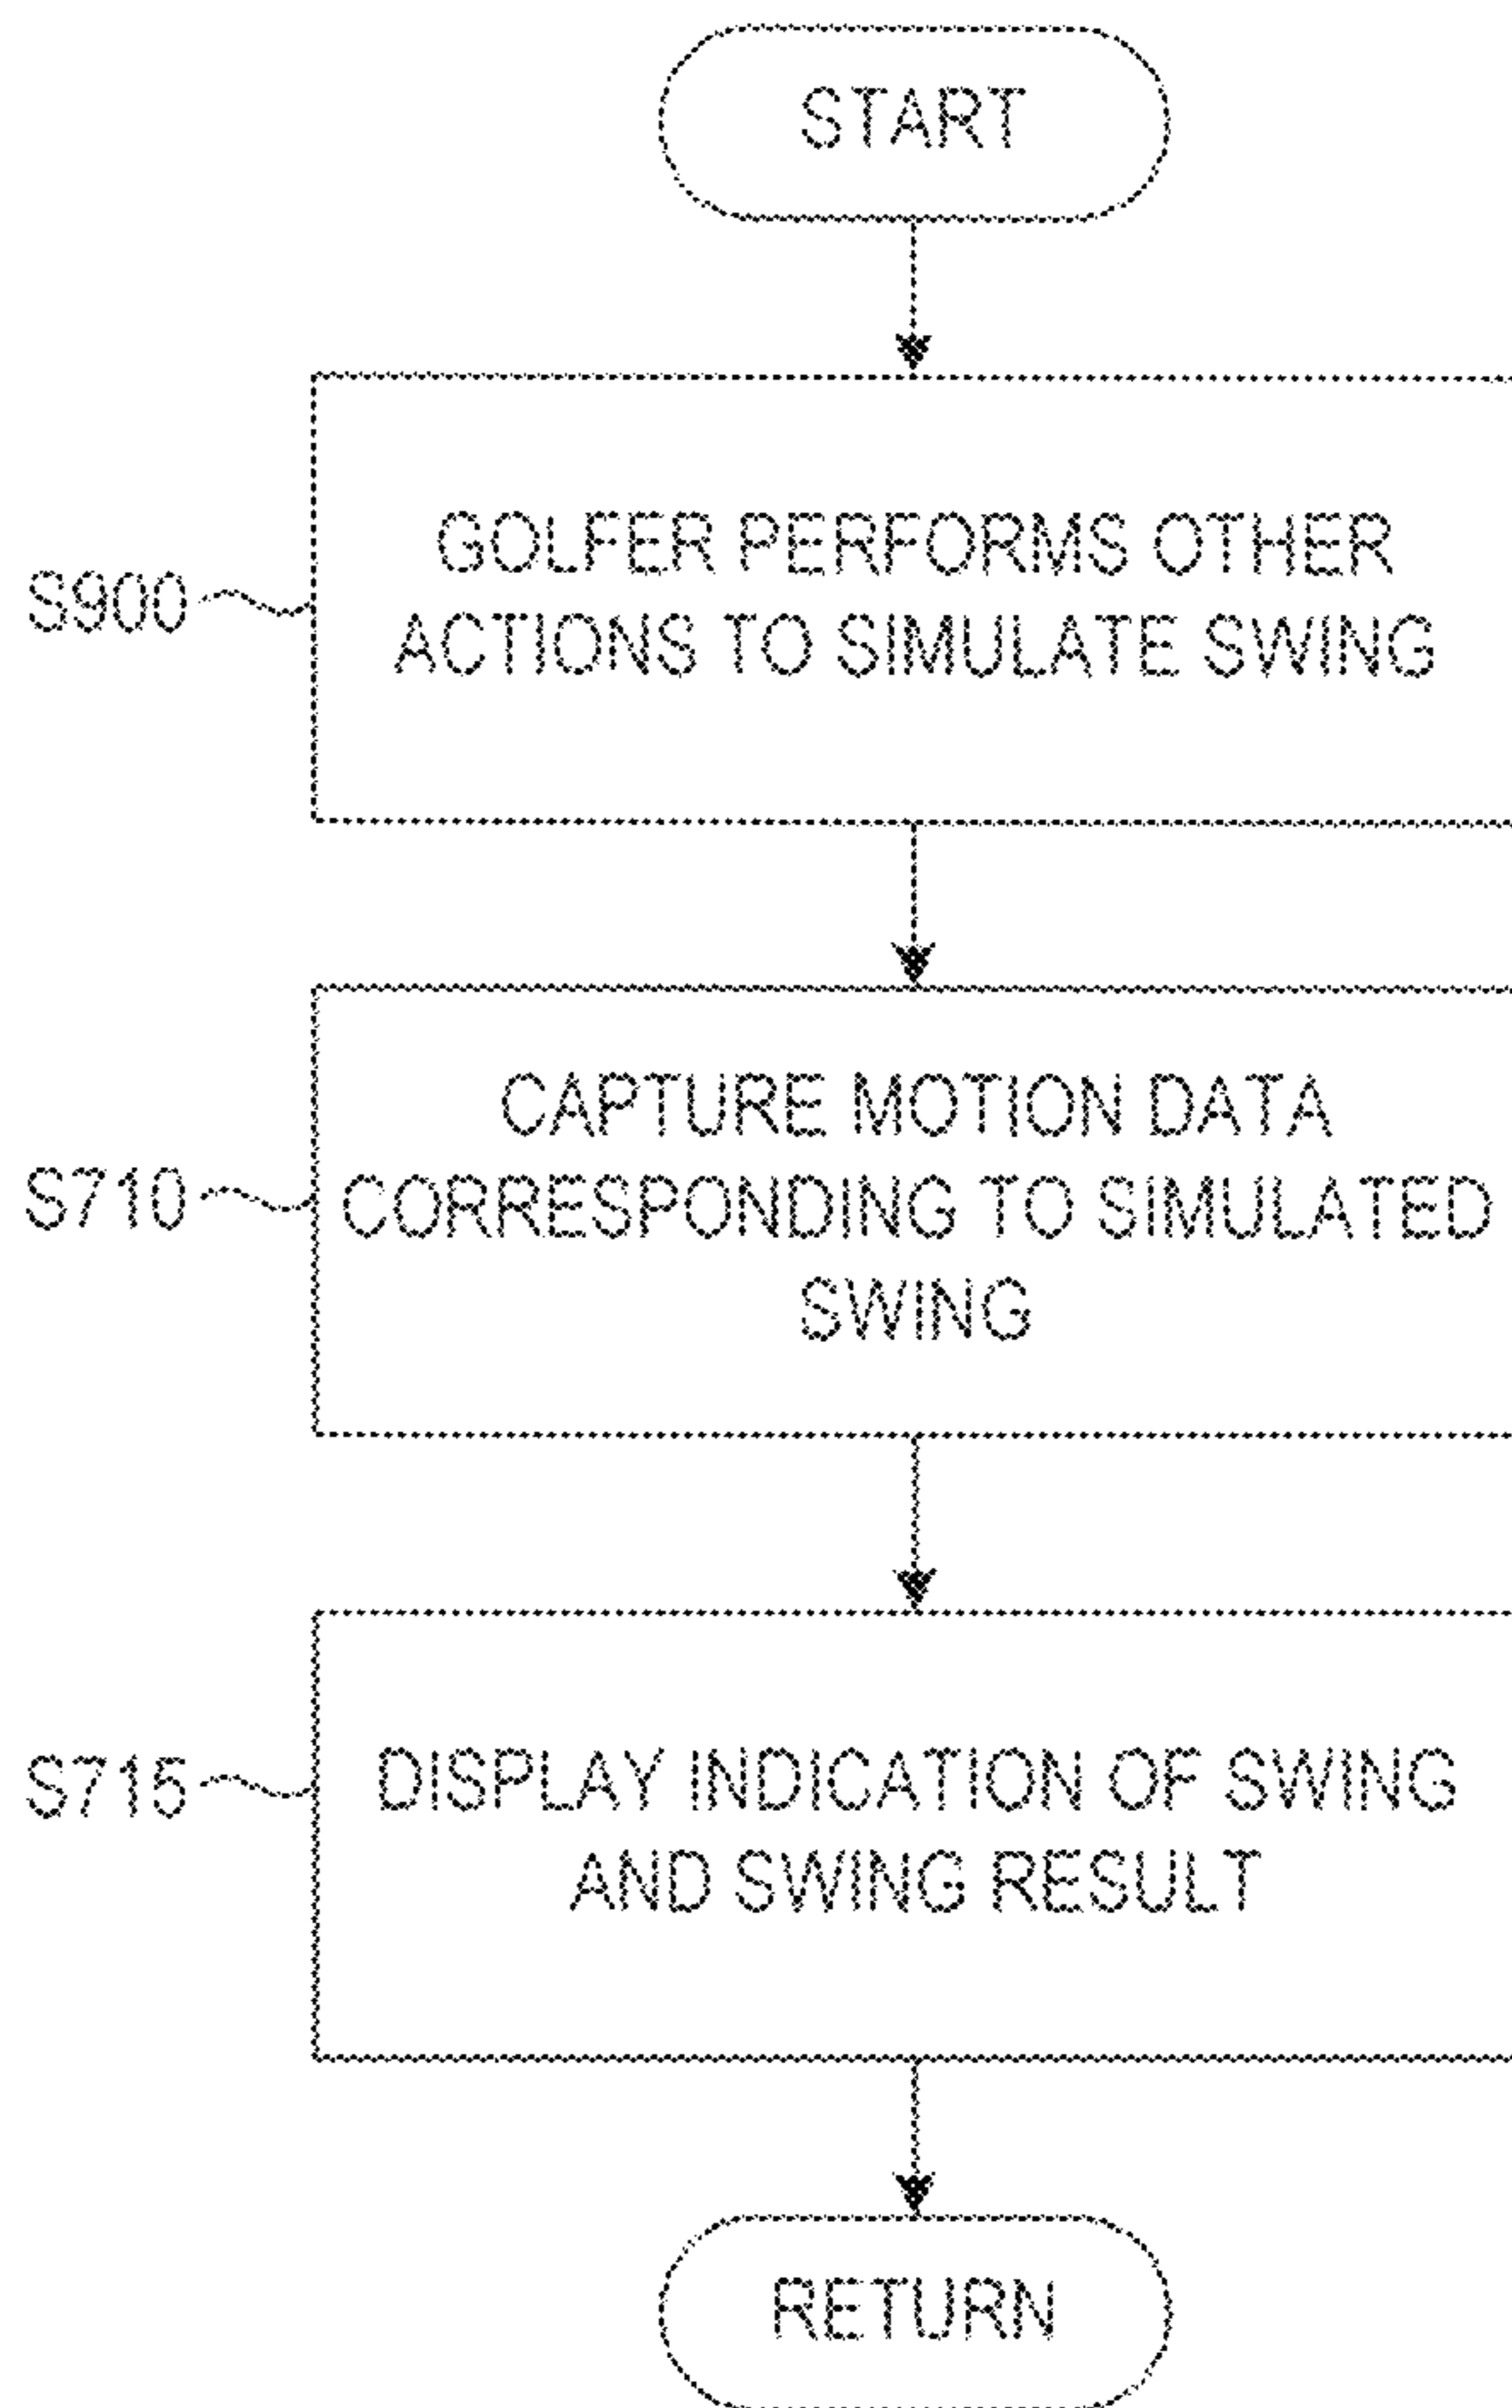 START
GOLFER PERFORMS OTHER
ACTIONS TO SIMULATE SWING
S900
CAPTURE MOTION DATA
CORRESPONDING TO SIMULATED
SWING
S710
DISPLAY INDICATION OF SWING
AND SWING RESULT
S715
RETURN